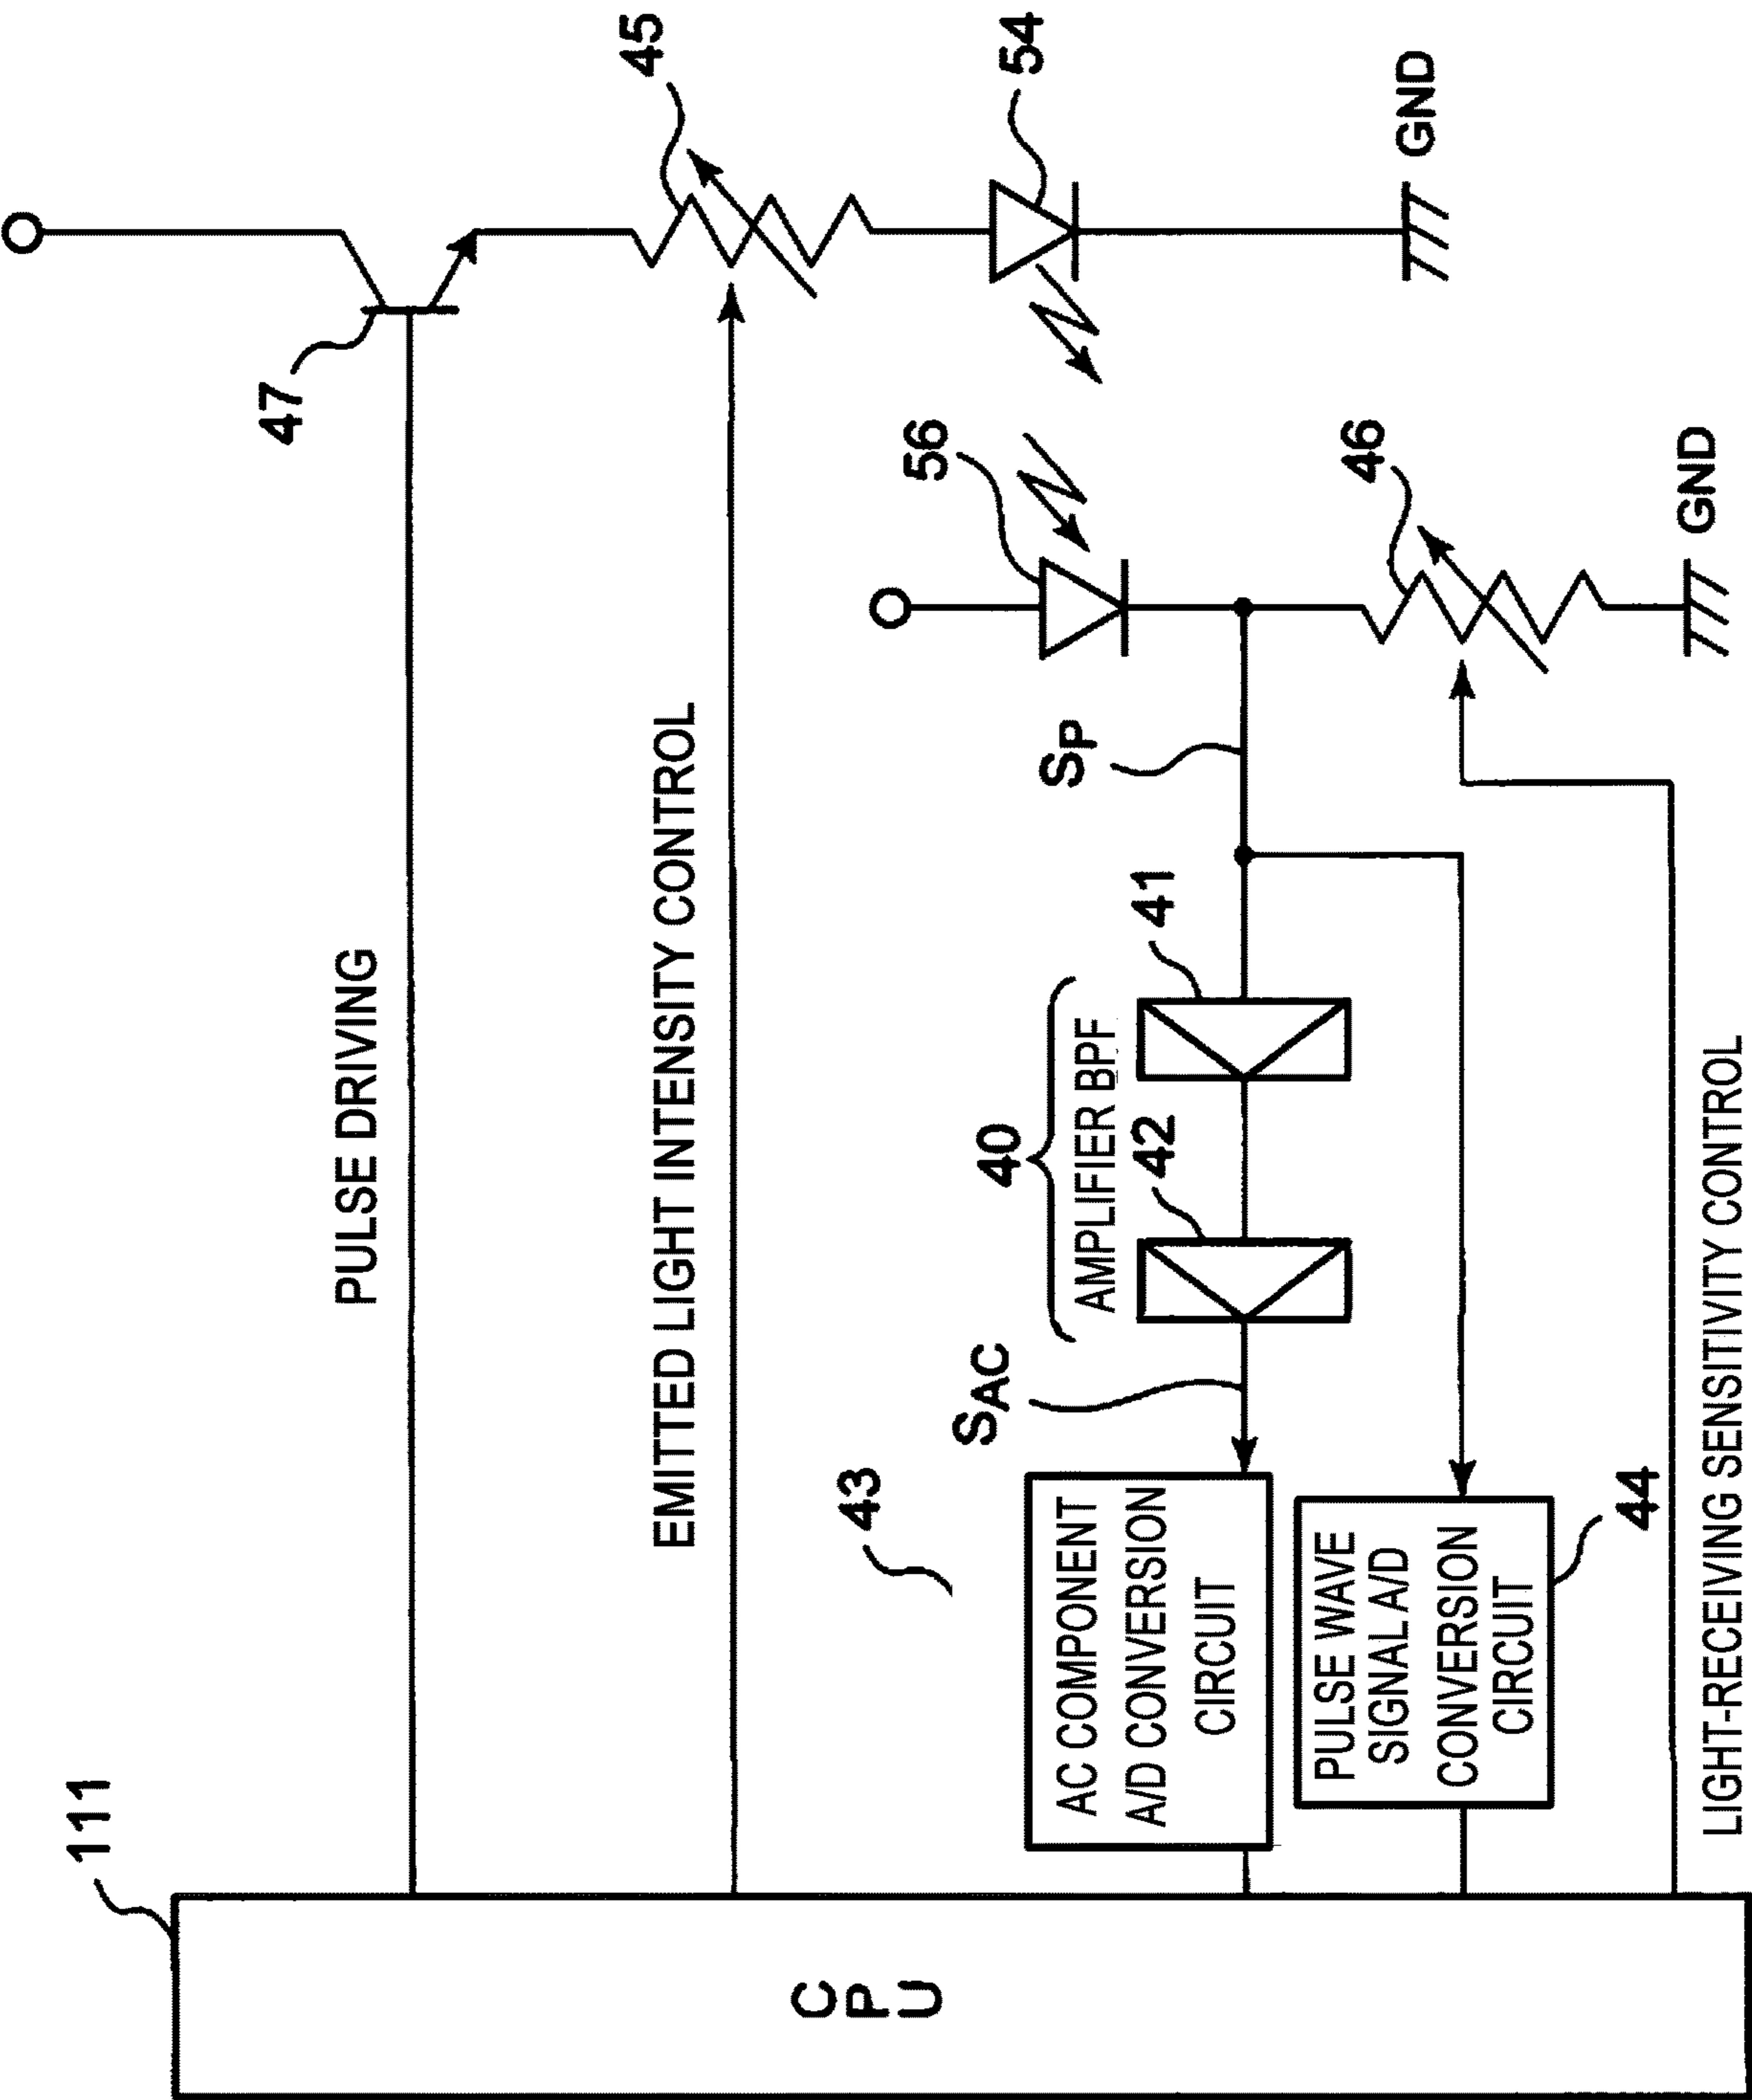 111
CPU
PULSE DRIVING
47
45
EMITTED LIGHT INTENSITY CONTROL
54
GND
56
46
GND
SP
40
AMPLIFIER BPF
41
42
SAC
43
AC COMPONENT
A/D CONVERSION
CIRCUIT
PULSE WAVE
SIGNAL A/D
CONVERSION
CIRCUIT
44
LIGHT-RECEIVING SENSITIVITY CONTROL